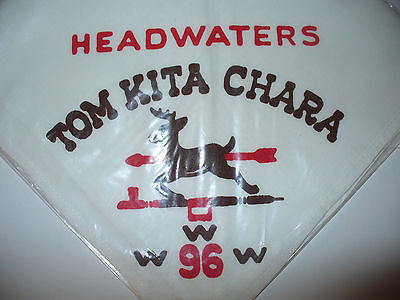 HEADWATERS
TOM KITA CHARA
W
W 96 W